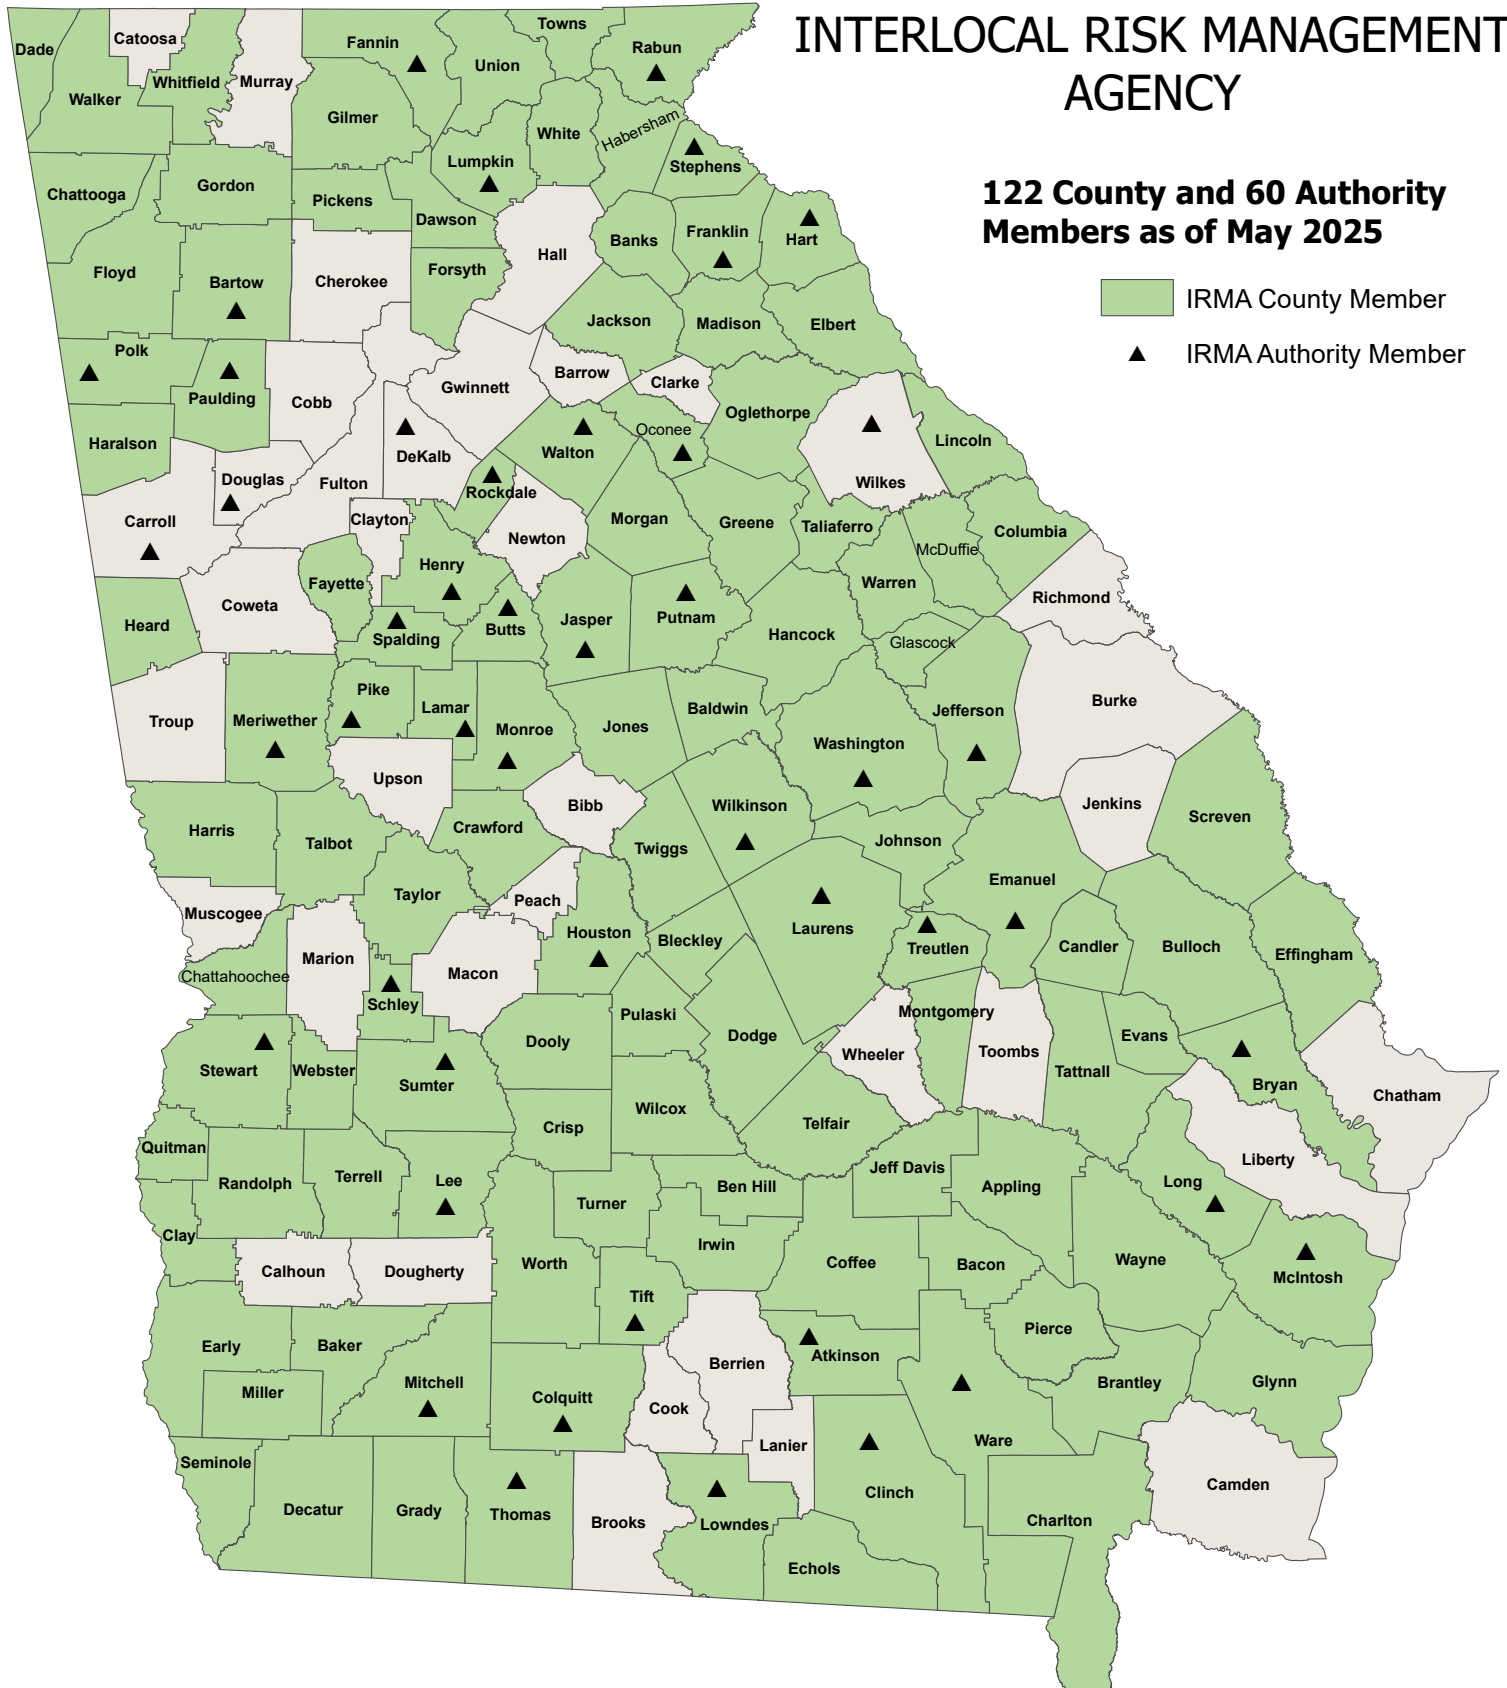 INTERLOCAL RISK MANAGEMENT
AGENCY
122 County and 60 Authority
Members as of May 2025
IRMA County Member
IRMA Authority Member
Dade
Catoosa
Walker
Whitfield
Murray
Fannin
Gilmer
Union
Towns
Rabun
White
Habersham
Lumpkin
Stephens
Chattooga
Gordon
Pickens
Dawson
Hall
Banks
Franklin
Hart
Floyd
Bartow
Cherokee
Forsyth
Jackson
Madison
Elbert
Polk
Paulding
Cobb
Gwinnett
Barrow
Clarke
Oglethorpe
Haralson
Douglas
Fulton
DeKalb
Walton
Oconee
Wilkes
Lincoln
Carroll
Clayton
Rockdale
Newton
Morgan
Greene
Taliaferro
McDuffie
Columbia
Heard
Coweta
Fayette
Henry
Spalding
Butts
Jasper
Putnam
Hancock
Warren
Glascock
Richmond
Troup
Meriwether
Pike
Lamar
Monroe
Jones
Baldwin
Washington
Jefferson
Burke
Upson
Bibb
Wilkinson
Jenkins
Screven
Harris
Talbot
Crawford
Twiggs
Johnson
Muscogee
Taylor
Peach
Houston
Laurens
Emanuel
Chattahoochee
Marion
Schley
Macon
Bleckley
Treutlen
Candler
Bulloch
Effingham
Stewart
Webster
Sumter
Dooly
Pulaski
Dodge
Wheeler
Montgomery
Toombs
Tattnall
Evans
Bryan
Chatham
Quitman
Randolph
Terrell
Lee
Crisp
Wilcox
Telfair
Jeff Davis
Appling
Long
Liberty
Clay
Turner
Ben Hill
Irwin
Coffee
Bacon
Wayne
McIntosh
Calhoun
Dougherty
Worth
Tift
Early
Baker
Miller
Mitchell
Colquitt
Cook
Berrien
Atkinson
Pierce
Brantley
Glynn
Seminole
Decatur
Grady
Thomas
Brooks
Lowndes
Lanier
Clinch
Ware
Echols
Charlton
Camden